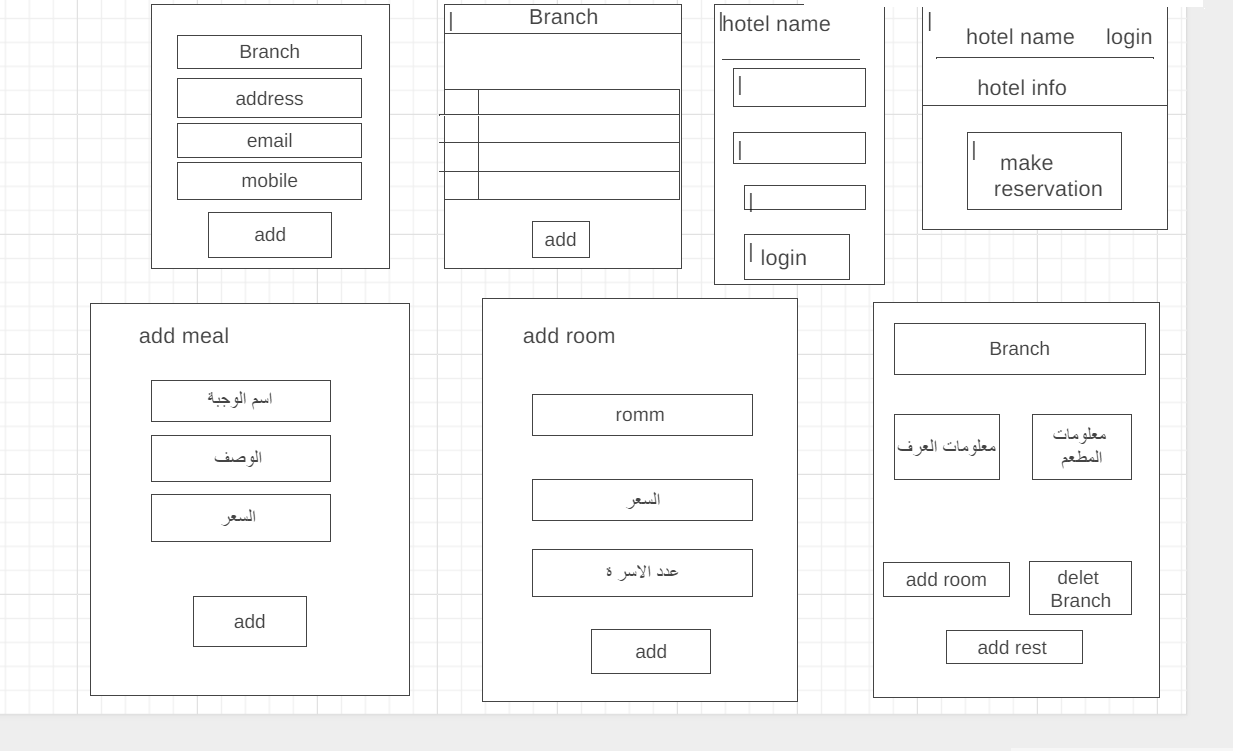 Branch
address
email
mobile
add
Branch
add
hotel name
login
hotel name login
hotel info
make
reservation
add meal
اسم الوجبة
الوصف
السعر
add
add room
romm
السعر
عدد الاسر ة
add
Branch
معلومات العرف
معلومات
المطعم
add room
delet
Branch
add rest